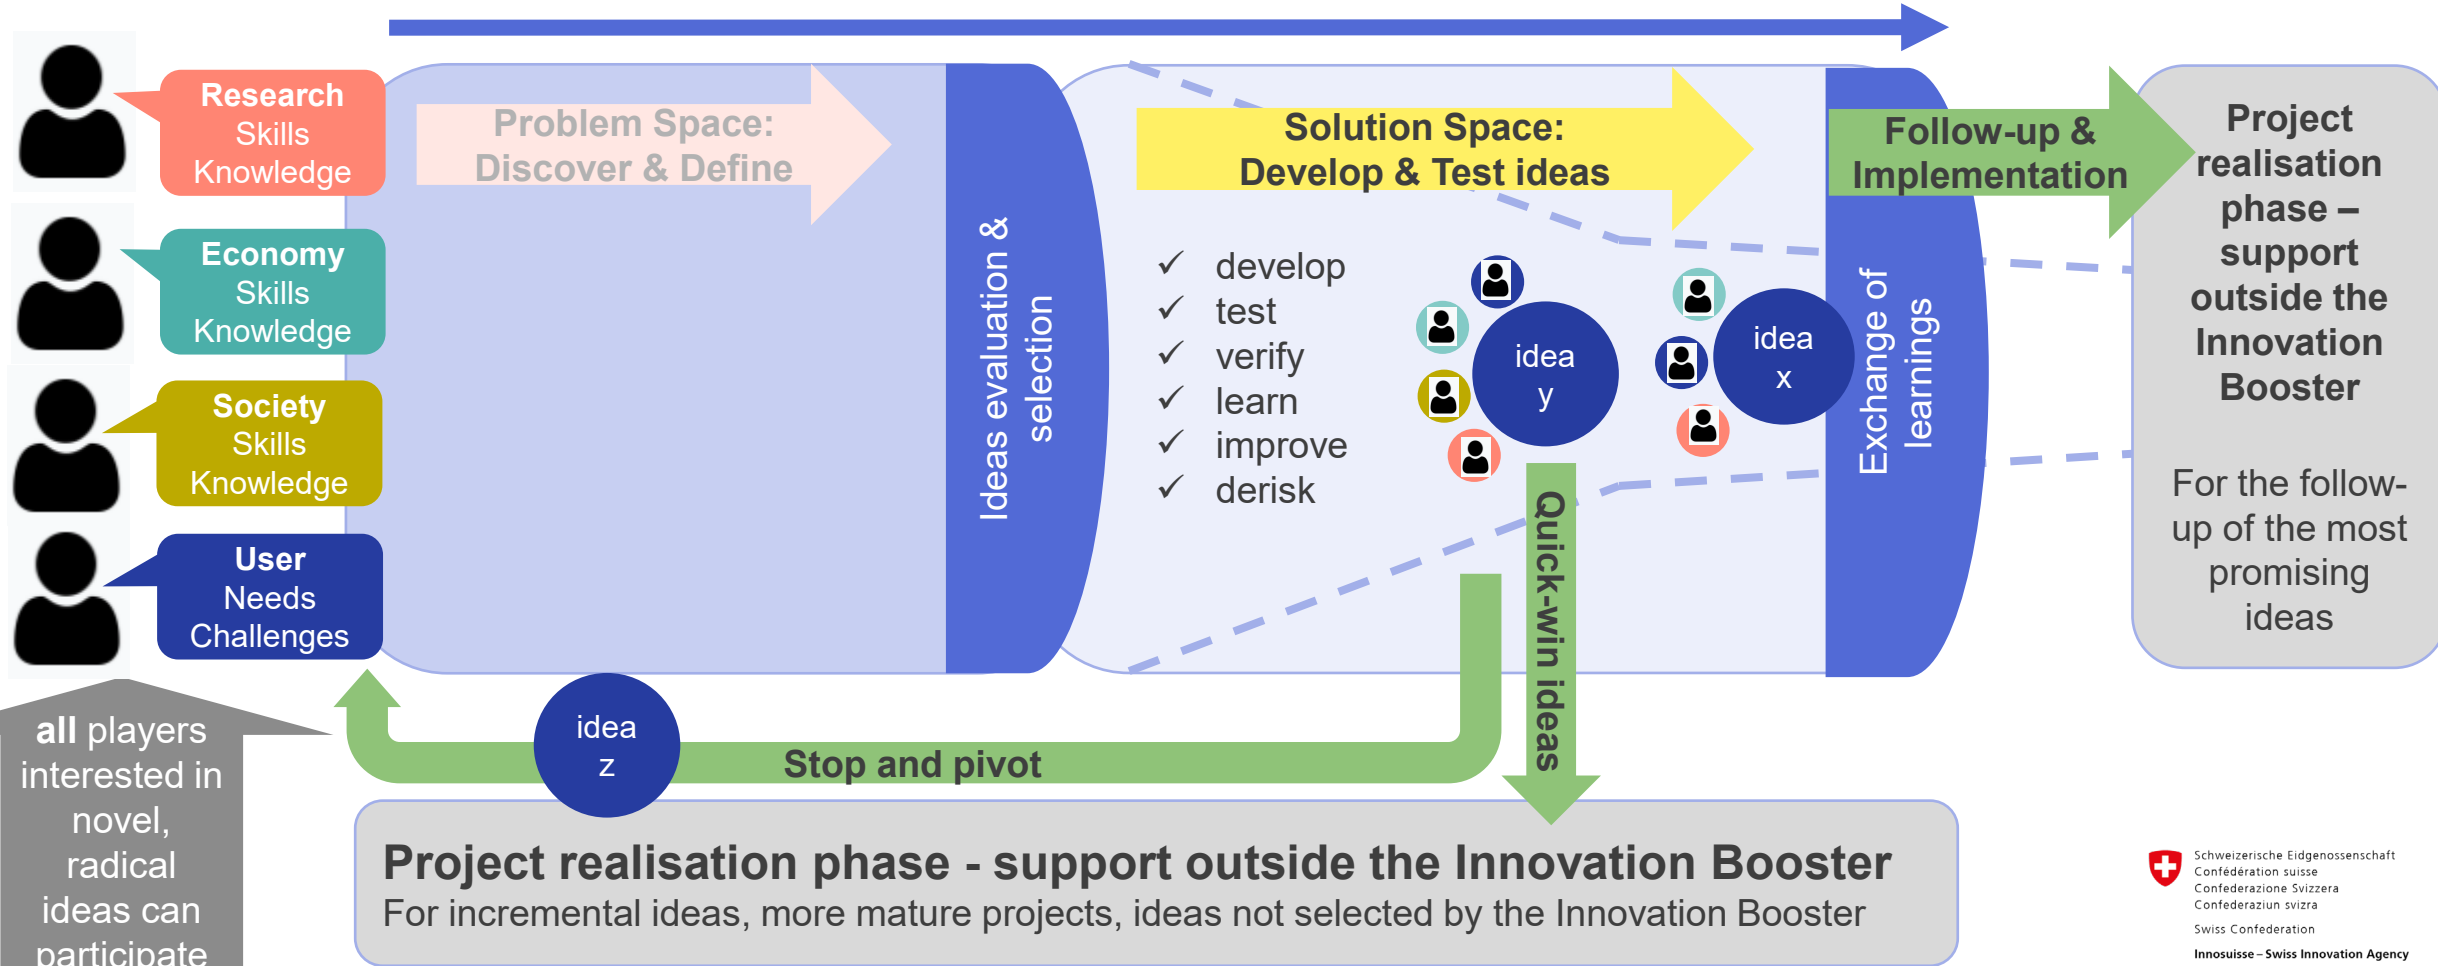 Research
Skills
Knowledge
Economy
Skills
Knowledge
Society
Skills
Knowledge
User
Needs
Challenges
all players
interested in
novel,
radical
ideas can
participate
Problem Space:
Discover & Define
Ideas evaluation &
selection
Solution Space:
Develop & Test ideas
✓ develop
✓ test
✓ verify
✓ learn
✓ improve
✓ derisk
idea
y
idea
x
Exchange of
learnings
Follow-up &
Implementation
Project
realisation
phase –
support
outside the
Innovation
Booster
For the follow-
up of the most
promising
ideas
Quick-win ideas
idea
z
Stop and pivot
Project realisation phase - support outside the Innovation Booster
For incremental ideas, more mature projects, ideas not selected by the Innovation Booster
Schweizerische Eidgenossenschaft
Confédération suisse
Confederazione Svizzera
Confederaziun svizra
Swiss Confederation
Innosuisse – Swiss Innovation Agency